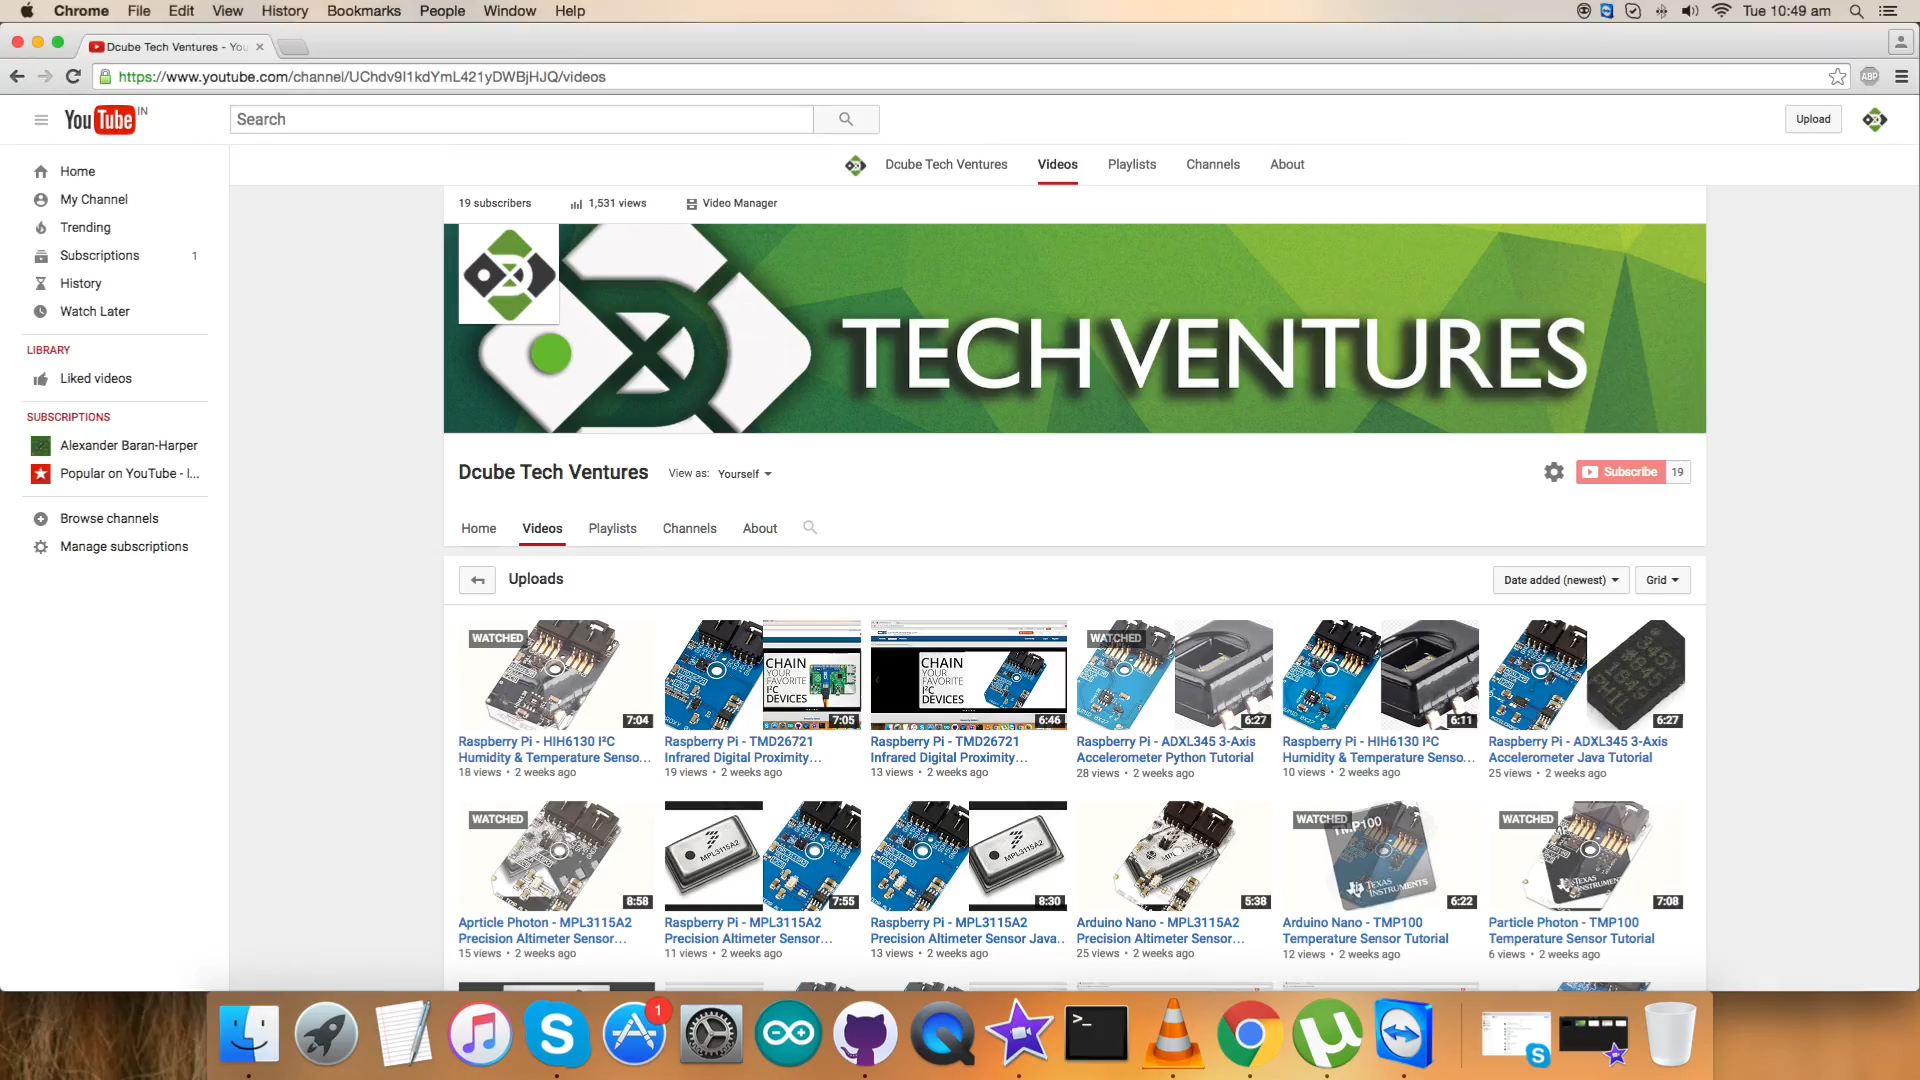 Chrome File Edit View History Bookmarks People Window Help Tue 10:49 am
Dcube Tech Ventures - You
https://www.youtube.com/channel/UChdv9I1kdYmL421yDWBjHJQ/videos ABP
YouTube IN Search Upload
Dcube Tech Ventures Videos Playlists Channels About
Home
My Channel
Trending
Subscriptions 1
History
Watch Later
LIBRARY
Liked videos
SUBSCRIPTIONS
Alexander Baran-Harper
Popular on YouTube - I...
Browse channels
Manage subscriptions
19 subscribers 1,531 views Video Manager
TECH VENTURES
Dcube Tech Ventures View as: Yourself Subscribe 19
Home Videos Playlists Channels About
Uploads Date added (newest) Grid
WATCHED 7:04
CHAIN
YOUR
FAVORITE
I²C
DEVICES
7:05
CHAIN
YOUR
FAVORITE
I²C
DEVICES
6:46
WATCHED 6:27
6:11
6:27
Raspberry Pi - HIH6130 I²C
Humidity & Temperature Senso...
18 views • 2 weeks ago
Raspberry Pi - TMD26721
Infrared Digital Proximity...
19 views • 2 weeks ago
Raspberry Pi - TMD26721
Infrared Digital Proximity...
13 views • 2 weeks ago
Raspberry Pi - ADXL345 3-Axis
Accelerometer Python Tutorial
28 views • 2 weeks ago
Raspberry Pi - HIH6130 I²C
Humidity & Temperature Senso...
10 views • 2 weeks ago
Raspberry Pi - ADXL345 3-Axis
Accelerometer Java Tutorial
25 views • 2 weeks ago
WATCHED 8:58
MPL3115A2 7:55
MPL3115A2 8:30
5:38
WATCHED TMP100 TEXAS INSTRUMENTS 6:22
WATCHED TEXAS INSTRUMENTS 7:08
Aprticle Photon - MPL3115A2
Precision Altimeter Sensor...
15 views • 2 weeks ago
Raspberry Pi - MPL3115A2
Precision Altimeter Sensor...
11 views • 2 weeks ago
Raspberry Pi - MPL3115A2
Precision Altimeter Sensor Java..
13 views • 2 weeks ago
Arduino Nano - MPL3115A2
Precision Altimeter Sensor...
25 views • 2 weeks ago
Arduino Nano - TMP100
Temperature Sensor Tutorial
12 views • 2 weeks ago
Particle Photon - TMP100
Temperature Sensor Tutorial
6 views • 2 weeks ago
1